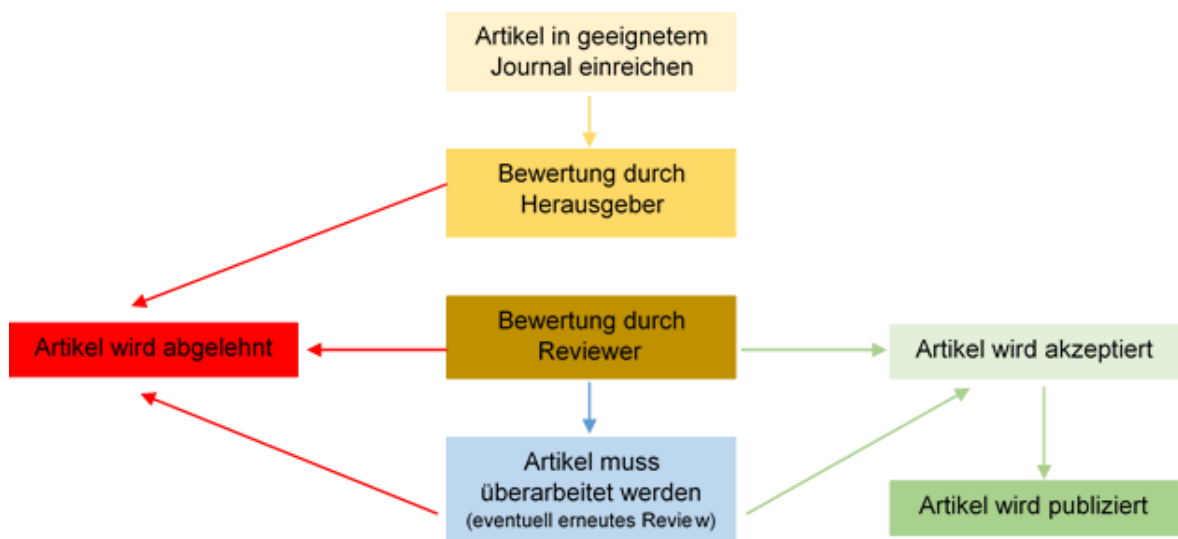 Artikel in geeignetem
Journal einreichen
Bewertung durch
Herausgeber
Artikel wird abgelehnt
Bewertung durch
Reviewer
Artikel wird akzeptiert
Artikel muss
überarbeitet werden
(eventuell erneutes Review)
Artikel wird publiziert